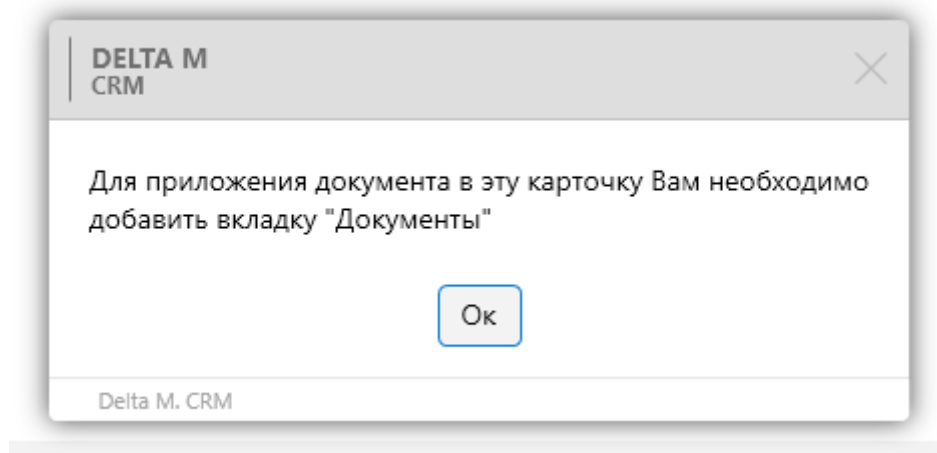 DELTA M
CRM
Для приложения документа в эту карточку Вам необходимо
добавить вкладку "Документы"
Ок
Delta M. CRM